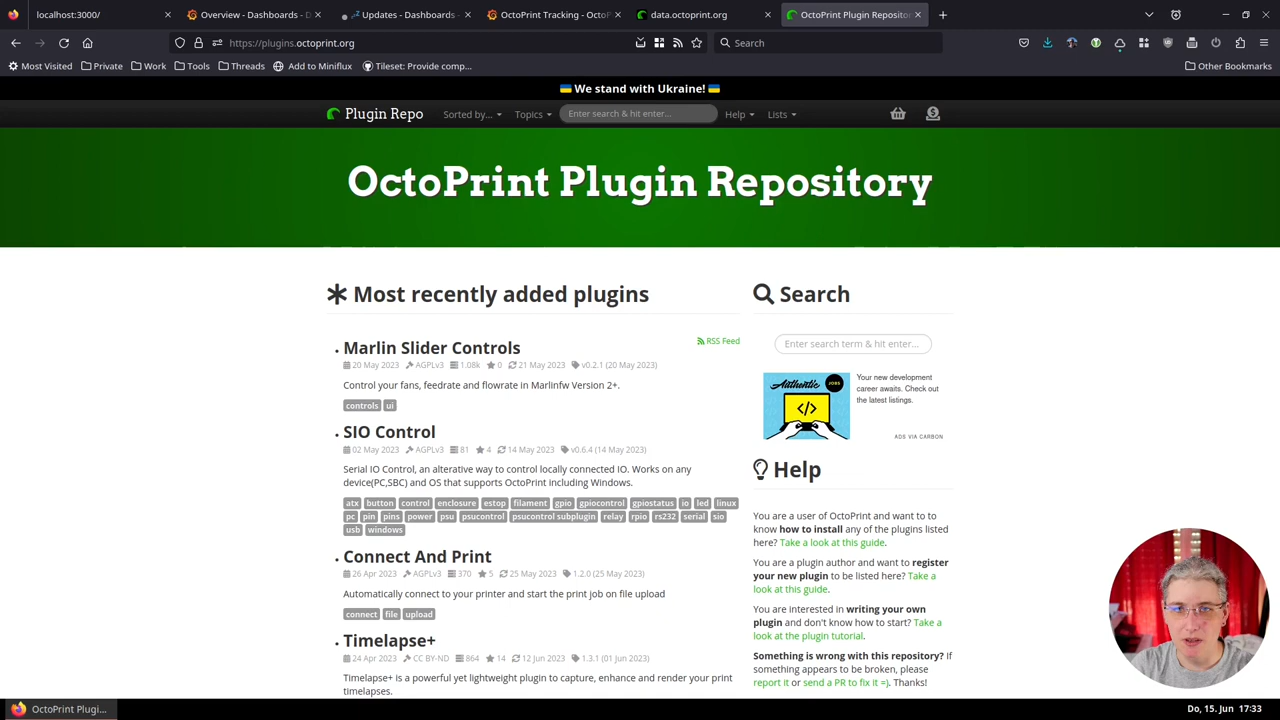 localhost:3000/
Overview - Dashboards - D
Updates - Dashboards -
OctoPrint Tracking - OctoP
data.octoprint.org
OctoPrint Plugin Repositor
https://plugins.octoprint.org
Search
Most Visited
Private
Work
Tools
Threads
Add to Miniflux
Tileset: Provide comp...
Other Bookmarks
We stand with Ukraine!
Plugin Repo
Sorted by...
Topics
Enter search & hit enter...
Help
Lists
OctoPrint Plugin Repository
Most recently added plugins
RSS Feed
Marlin Slider Controls
20 May 2023 AGPLv3 1.08k 0 21 May 2023 v0.2.1 (20 May 2023)
Control your fans, feedrate and flowrate in Marlinfw Version 2+.
controls ui
SIO Control
02 May 2023 AGPLv3 81 4 14 May 2023 v0.6.4 (14 May 2023)
Serial IO Control, an alterative way to control locally connected IO. Works on any
device(PC,SBC) and OS that supports OctoPrint including Windows.
atx button control enclosure estop filament gpio gpiocontrol gpiostatus io led linux
pc pin pins power psu psucontrol psucontrol subplugin relay rpio rs232 serial sio
usb windows
Connect And Print
26 Apr 2023 AGPLv3 370 5 25 May 2023 1.2.0 (25 May 2023)
Automatically connect to your printer and start the print job on file upload
connect file upload
Timelapse+
24 Apr 2023 CC BY-ND 864 14 12 Jun 2023 1.3.1 (01 Jun 2023)
Timelapse+ is a powerful yet lightweight plugin to capture, enhance and render your print
timelapses.
Search
Enter search term & hit enter...
Authentic JOBS
</>
Your new development
career awaits. Check out
the latest listings.
ADS VIA CARBON
Help
You are a user of OctoPrint and want to to
know how to install any of the plugins listed
here? Take a look at this guide.
You are a plugin author and want to register
your new plugin to be listed here? Take a
look at this guide.
You are interested in writing your own
plugin and don't know how to start? Take a
look at the plugin tutorial.
Something is wrong with this repository? If
something appears to be broken, please
report it or send a PR to fix it =). Thanks!
OctoPrint Plugi...
Do, 15. Jun 17:33